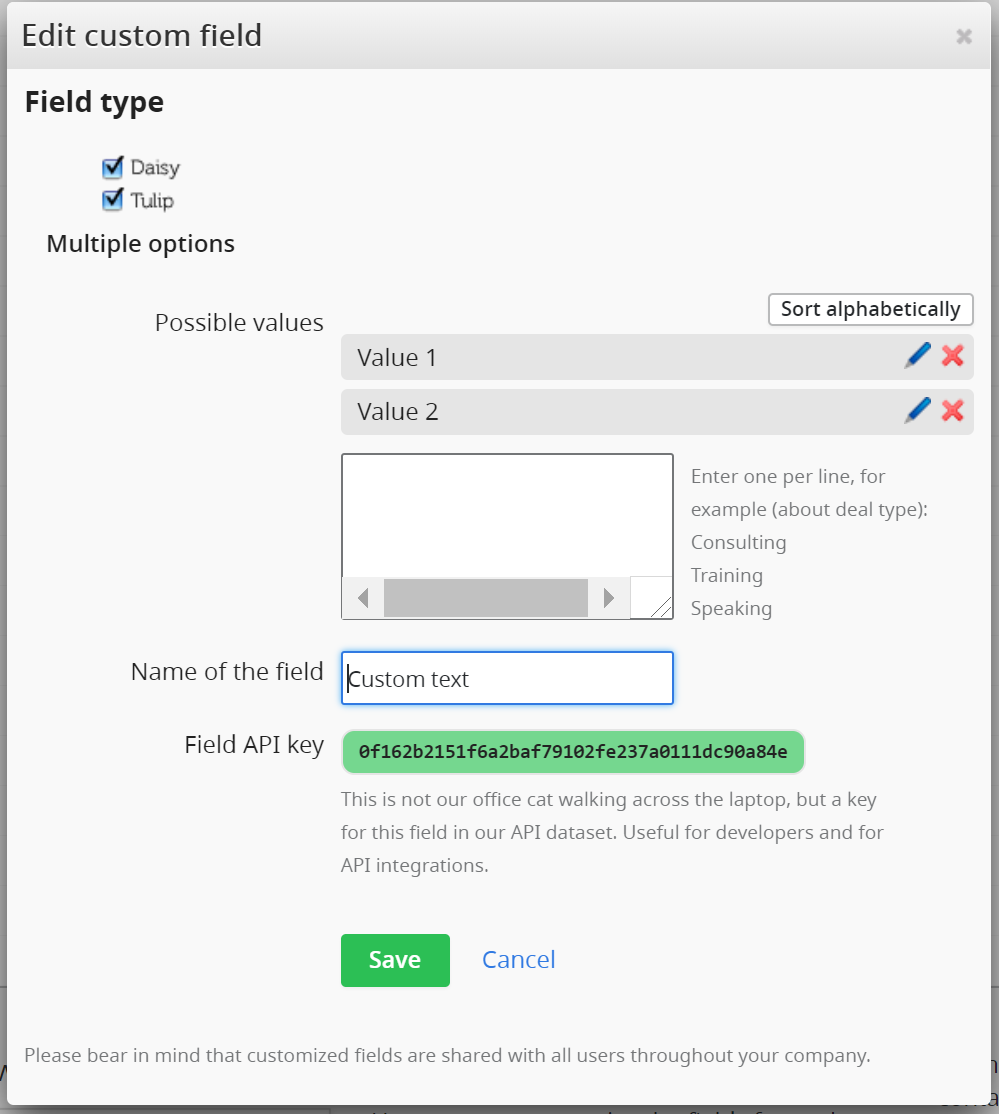 Edit custom field
Field type
Daisy
Tulip
Multiple options
Sort alphabetically
Possible values
Value 1
Value 2
Enter one per line, for
example (about deal type):
Consulting
Training
Speaking
Name of the field
Custom text
Field API key
0f162b2151f6a2baf79102fe237a0111dc90a84e
This is not our office cat walking across the laptop, but a key
for this field in our API dataset. Useful for developers and for
API integrations.
Save
Cancel
Please bear in mind that customized fields are shared with all users throughout your company.